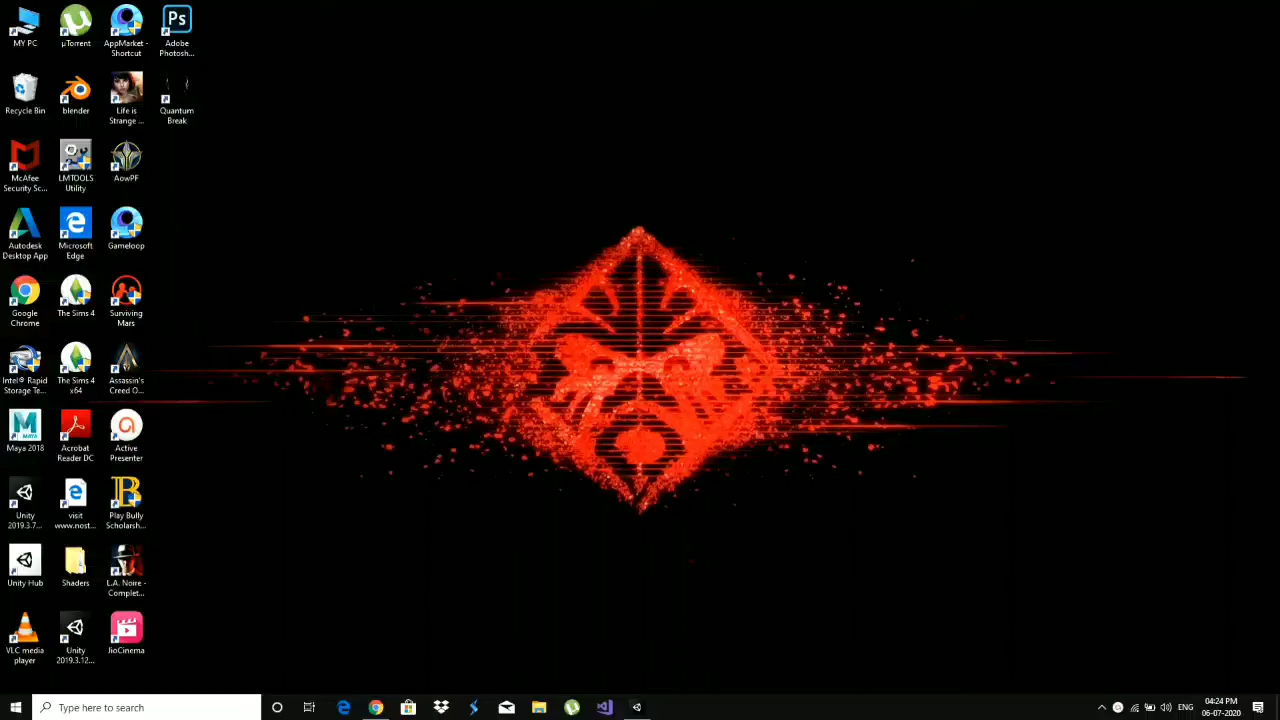 MY PC
µTorrent
AppMarket -
Shortcut
Ps
Adobe
Photosh...
Recycle Bin
blender
Life is
Strange ...
Quantum
Break
McAfee
Security Sc...
LMTOOLS
Utility
AowPF
Autodesk
Desktop App
Microsoft
Edge
Gameloop
Google
Chrome
The Sims 4
Surviving
Mars
Intel® Rapid
Storage Te...
The Sims 4
x64
Assassin's
Creed O...
MAYA
Maya 2018
Acrobat
Reader DC
Active
Presenter
Unity
2019.3.7...
visit
www.nost...
Play Bully
Scholarsh...
Unity Hub
Shaders
L.A. Noire -
Complet...
VLC media
player
Unity
2019.3.12...
JioCinema
Type here to search
ENG
04:24 PM
06-07-2020